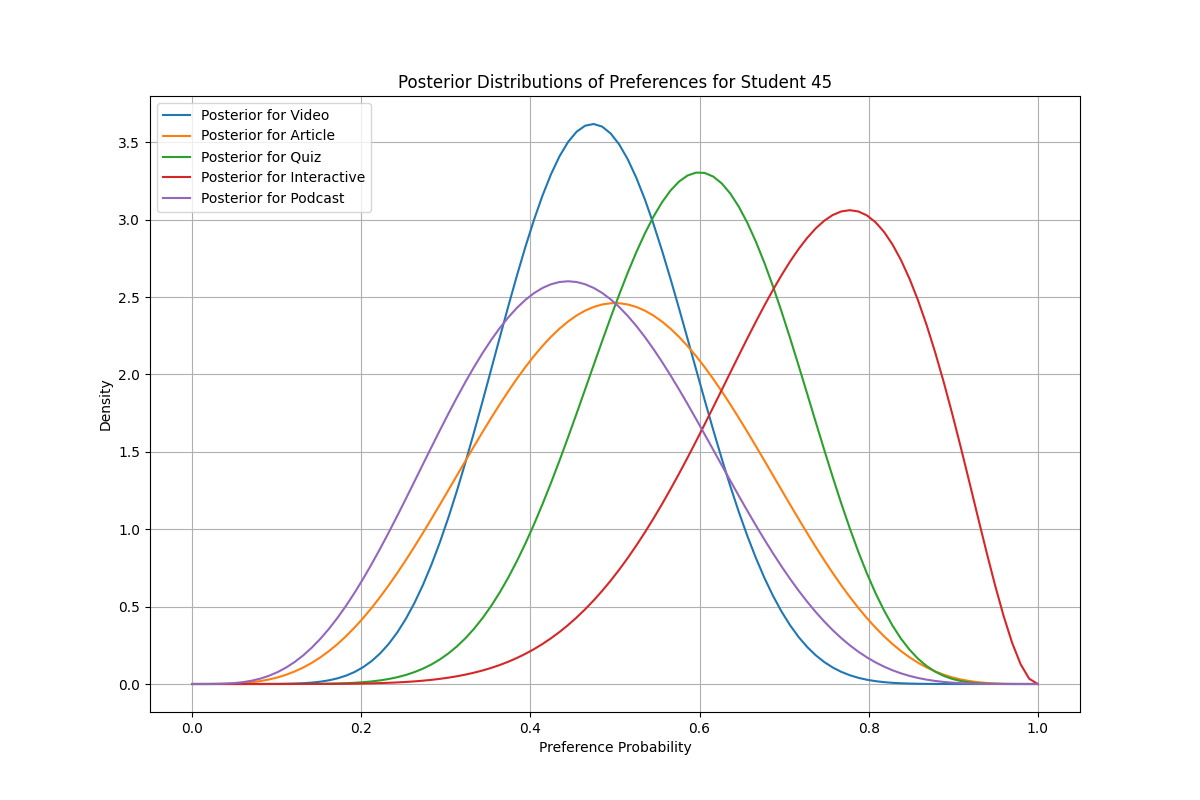 Posterior Distributions of Preferences for Student 45
Posterior for Video
Posterior for Article
Posterior for Quiz
Posterior for Interactive
Posterior for Podcast
Density
3.5
3.0
2.5
2.0
1.5
1.0
0.5
0.0
0.0 0.2 0.4 0.6 0.8 1.0
Preference Probability